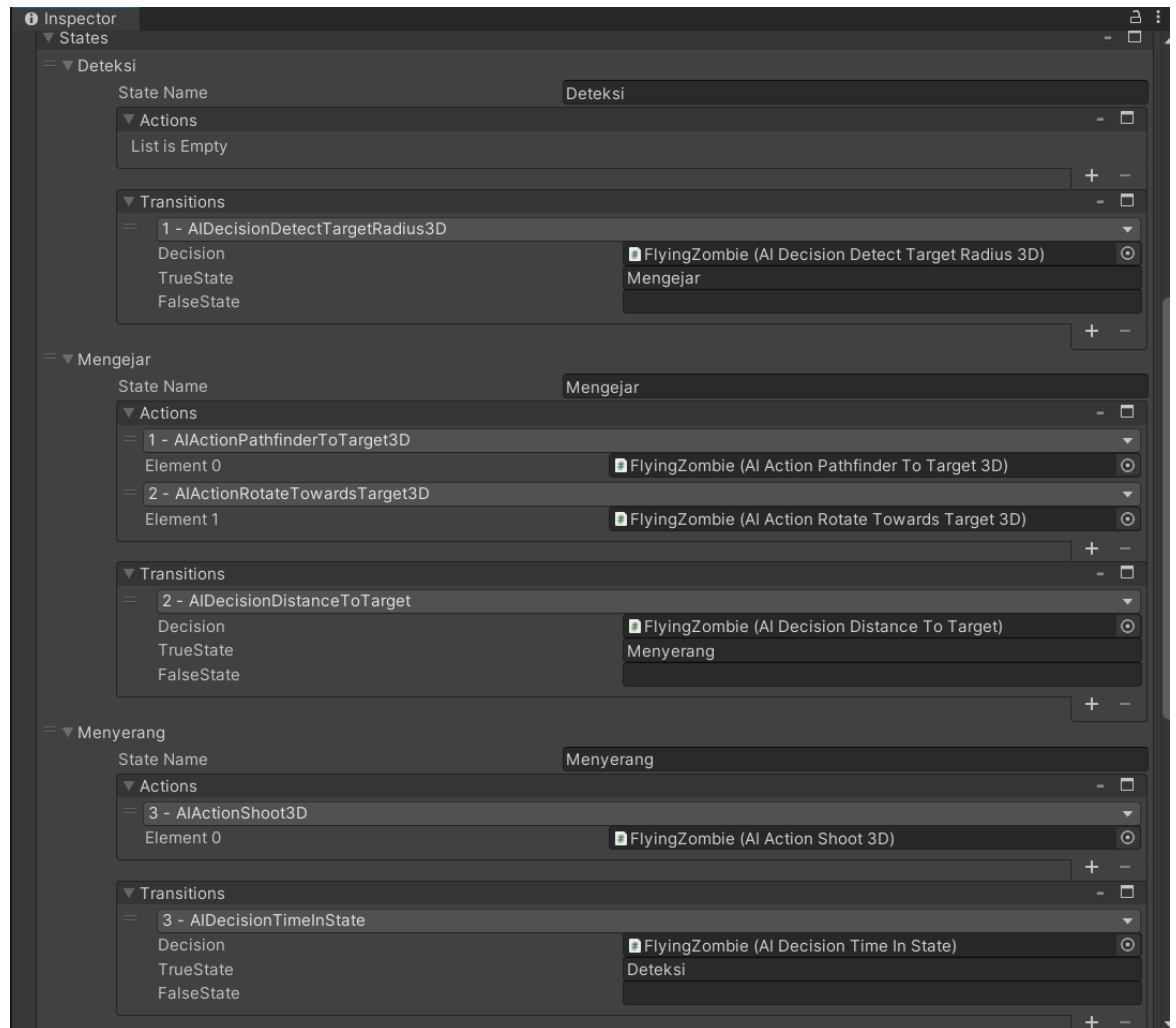 Inspector
States
Deteksi
State Name Deteksi
Actions
List is Empty
Transitions
1 - AIDecisionDetectTargetRadius3D
Decision FlyingZombie (AI Decision Detect Target Radius 3D)
TrueState Mengejar
FalseState
Mengejar
State Name Mengejar
Actions
1 - AIActionPathfinderToTarget3D
Element 0 FlyingZombie (AI Action Pathfinder To Target 3D)
2 - AIActionRotateTowardsTarget3D
Element 1 FlyingZombie (AI Action Rotate Towards Target 3D)
Transitions
2 - AIDecisionDistanceToTarget
Decision FlyingZombie (AI Decision Distance To Target)
TrueState Menyerang
FalseState
Menyerang
State Name Menyerang
Actions
3 - AIActionShoot3D
Element 0 FlyingZombie (AI Action Shoot 3D)
Transitions
3 - AIDecisionTimeInState
Decision FlyingZombie (AI Decision Time In State)
TrueState Deteksi
FalseState